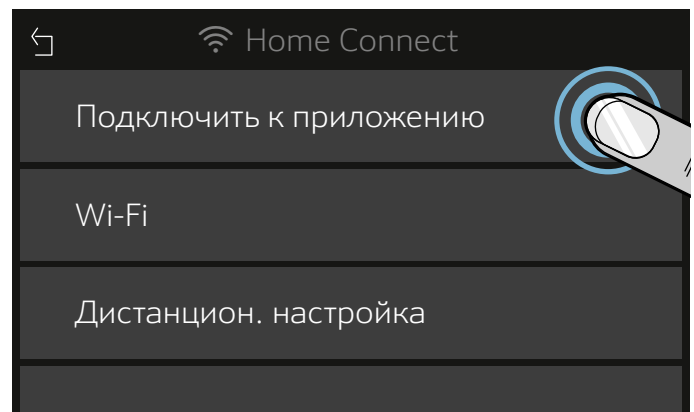 Home Connect
Подключить к приложению
Wi-Fi
Дистанцион. настройка